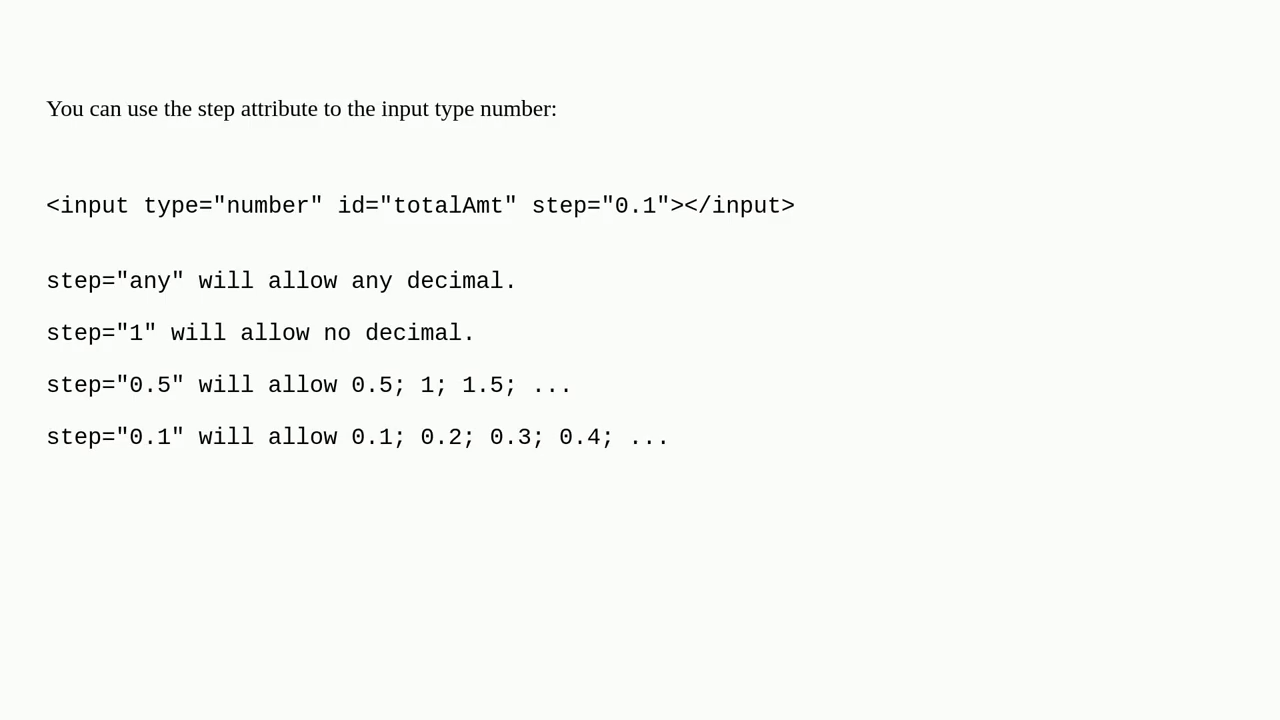 You can use the step attribute to the input type number:
<input type="number" id="totalAmt" step="0.1"></input>
step="any" will allow any decimal.
step="1" will allow no decimal.
step="0.5" will allow 0.5; 1; 1.5; ...
step="0.1" will allow 0.1; 0.2; 0.3; 0.4; ...